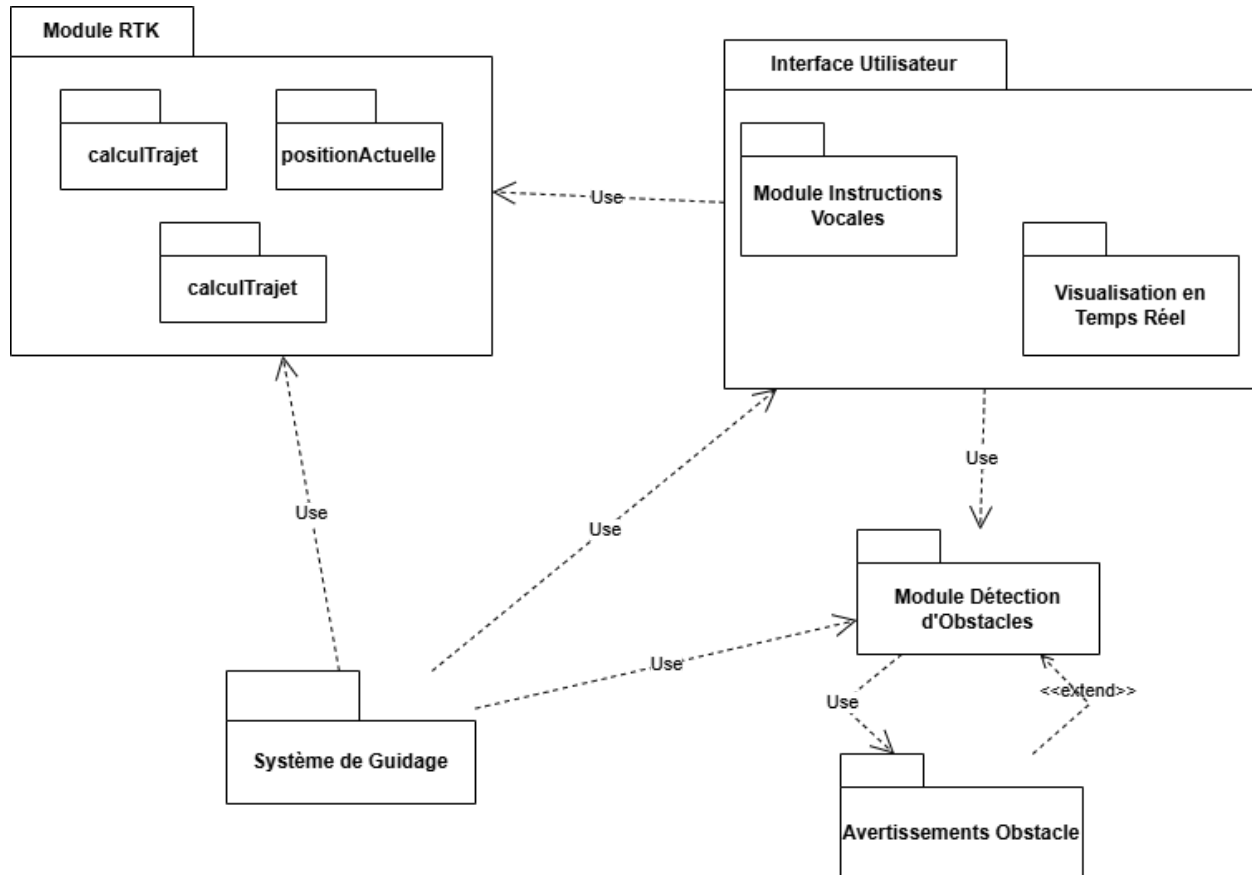 Module RTK
calculTrajet
positionActuelle
calculTrajet
Interface Utilisateur
Module Instructions
Vocales
Visualisation en
Temps Réel
Use
Use
Use
Use
Use
Module Détection
d'Obstacles
Use
<<extend>>
Système de Guidage
Avertissements Obstacle